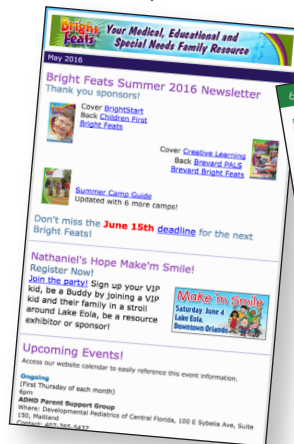 Bright Feats
Your Medical, Educational and
Special Needs Family Resource
May 2016
Bright Feats Summer 2016 Newsletter
Thank you sponsors!
Cover BrightStart
Back Children First
Bright Feats
Cover Creative Learning
Back Brevard PALS
Brevard Bright Feats
Summer Camp Guide
Updated with 6 more camps!
Don't miss the June 15th deadline for the next
Bright Feats!
Nathaniel's Hope Make'm Smile!
Register Now!
Join the party! Sign up your VIP
kid, be a Buddy by joining a VIP
kid and their family in a stroll
around Lake Eola, be a resource
exhibitor or sponsor!
Make 'm Smile
Saturday, June 4
Lake Eola,
Downtown Orlando
Upcoming Events!
Access our website calendar to easily reference this event information.
Ongoing
(First Thursday of each month)
6pm
ADHD Parent Support Group
Where: Developmental Pediatrics of Central Florida, 100 E Sybelia Ave, Suite
150, Maitland
Contact: 407-265-5437